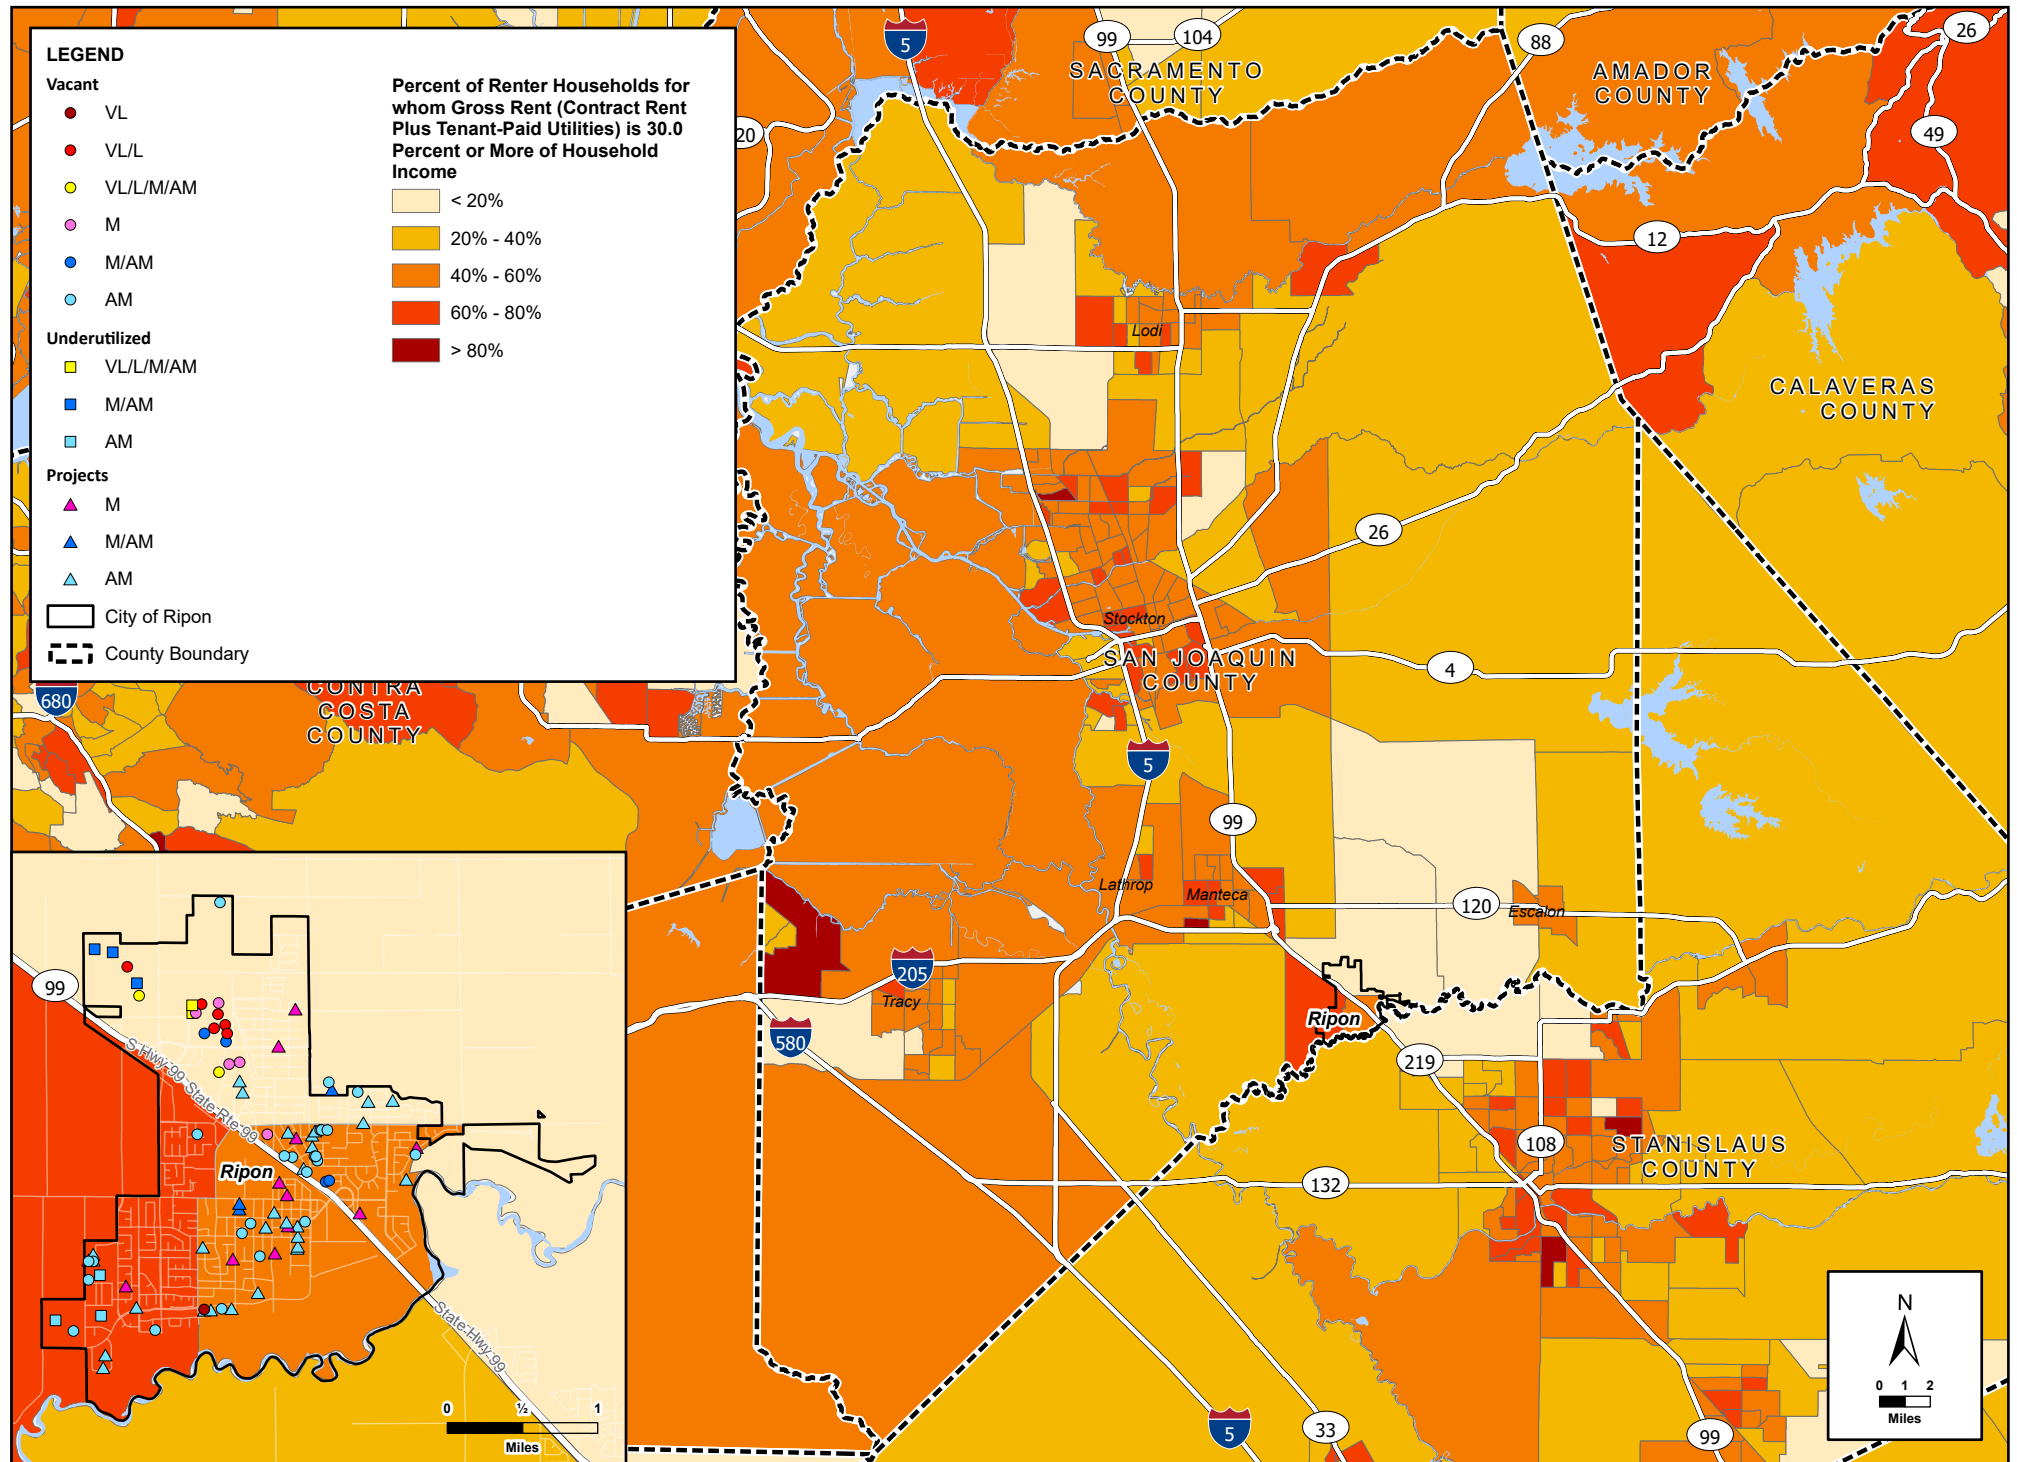 LEGEND
Vacant
VL
VL/L
VL/L/M/AM
M
M/AM
AM
Underutilized
VL/L/M/AM
M/AM
AM
Projects
M
M/AM
AM
City of Ripon
County Boundary
Percent of Renter Households for
whom Gross Rent (Contract Rent
Plus Tenant-Paid Utilities) is 30.0
Percent or More of Household
Income
< 20%
20% - 40%
40% - 60%
60% - 80%
> 80%
5
99
104
88
26
SACRAMENTO
COUNTY
AMADOR
COUNTY
20
49
12
Lodi
CALAVERAS
COUNTY
26
Stockton
SAN JOAQUIN
COUNTY
4
680
CONTRA
COSTA
COUNTY
5
99
Lathrop
Manteca
120
Escalon
205
Tracy
580
Ripon
219
108
STANISLAUS
COUNTY
132
5
33
99
99
S Hwy 99 State Rte 99
Ripon
State Hwy 99
0 ½ 1
Miles
N
0 1 2
Miles